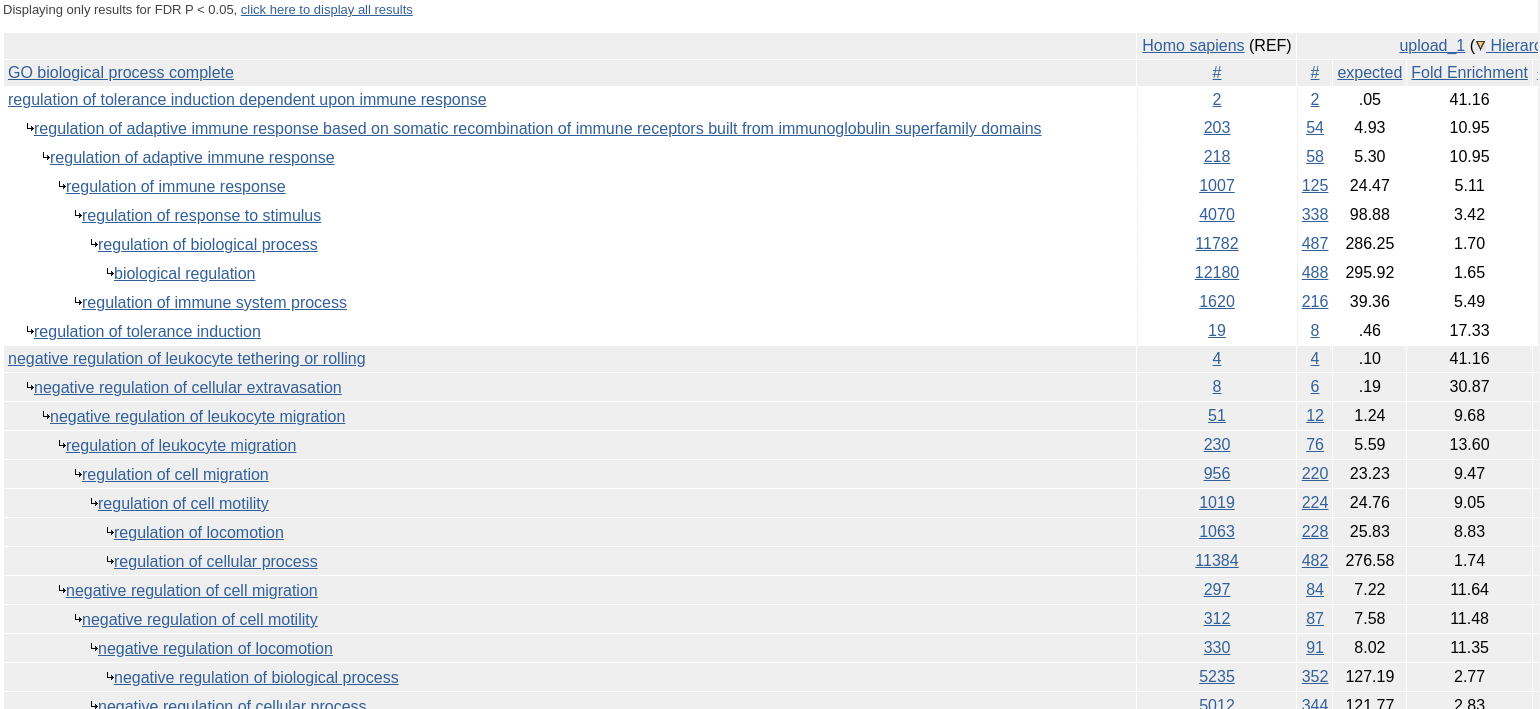 Displaying only results for FDR P < 0.05, click here to display all results
Homo sapiens (REF) upload_1 ( Hierarc
GO biological process complete # # expected Fold Enrichment
regulation of tolerance induction dependent upon immune response 2 2 .05 41.16
regulation of adaptive immune response based on somatic recombination of immune receptors built from immunoglobulin superfamily domains 203 54 4.93 10.95
regulation of adaptive immune response 218 58 5.30 10.95
regulation of immune response 1007 125 24.47 5.11
regulation of response to stimulus 4070 338 98.88 3.42
regulation of biological process 11782 487 286.25 1.70
biological regulation 12180 488 295.92 1.65
regulation of immune system process 1620 216 39.36 5.49
regulation of tolerance induction 19 8 .46 17.33
negative regulation of leukocyte tethering or rolling 4 4 .10 41.16
negative regulation of cellular extravasation 8 6 .19 30.87
negative regulation of leukocyte migration 51 12 1.24 9.68
regulation of leukocyte migration 230 76 5.59 13.60
regulation of cell migration 956 220 23.23 9.47
regulation of cell motility 1019 224 24.76 9.05
regulation of locomotion 1063 228 25.83 8.83
regulation of cellular process 11384 482 276.58 1.74
negative regulation of cell migration 297 84 7.22 11.64
negative regulation of cell motility 312 87 7.58 11.48
negative regulation of locomotion 330 91 8.02 11.35
negative regulation of biological process 5235 352 127.19 2.77
negative regulation of cellular process 5012 344 121.77 2.83